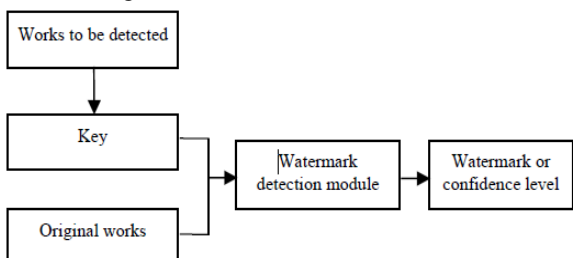 Works to be detected
Key
Original works
Watermark
detection module
Watermark or
confidence level